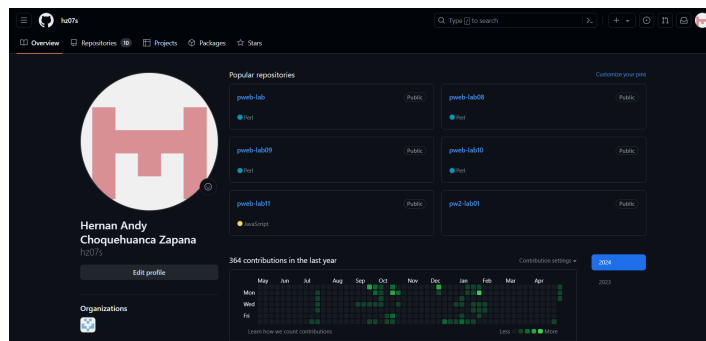 hz07s
Type / to search
Overview Repositories 10 Projects Packages Stars
Popular repositories
Customize your pins
pweb-lab Public
Perl
pweb-lab08 Public
Perl
pweb-lab09 Public
Perl
pweb-lab10 Public
Perl
pweb-lab11 Public
JavaScript
pw2-lab01 Public
Hernan Andy
Choquehuanca Zapana
hz07s
Edit profile
Organizations
364 contributions in the last year
Contribution settings
2024
2023
May Jun Jul Aug Sep Oct Nov Dec Jan Feb Mar Apr
Mon
Wed
Fri
Learn how we count contributions
Less More